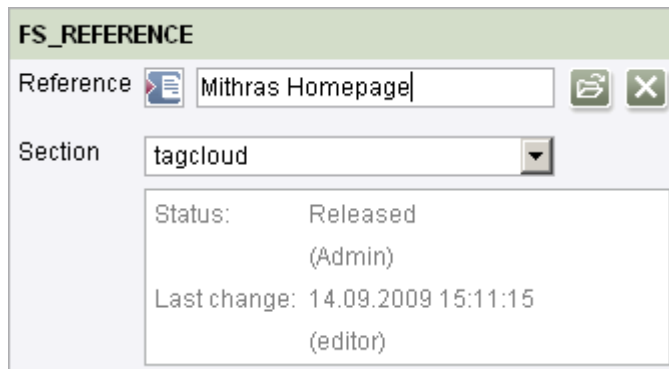 FS_REFERENCE
Reference Mithras Homepage
Section tagcloud
Status: Released
(Admin)
Last change: 14.09.2009 15:11:15
(editor)